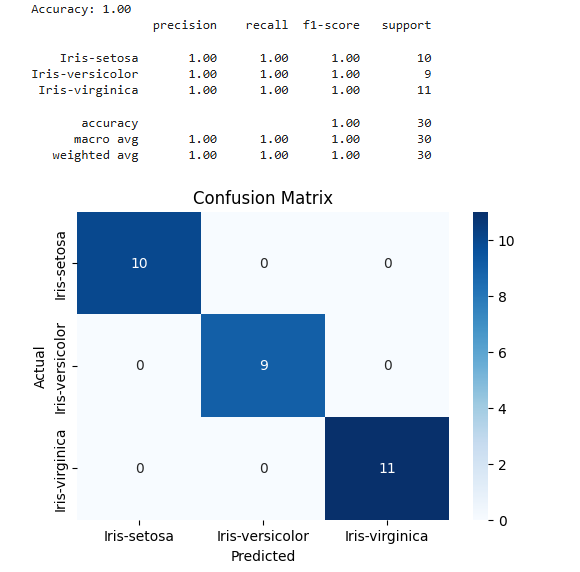 Accuracy: 1.00
precision recall f1-score support
Iris-setosa 1.00 1.00 1.00 10
Iris-versicolor 1.00 1.00 1.00 9
Iris-virginica 1.00 1.00 1.00 11
accuracy 1.00 30
macro avg 1.00 1.00 1.00 30
weighted avg 1.00 1.00 1.00 30
Confusion Matrix
Actual
Iris-setosa
10 0 0
Iris-versicolor
0 9 0
Iris-virginica
0 0 11
Iris-setosa Iris-versicolor Iris-virginica
Predicted
10
8
6
4
2
0